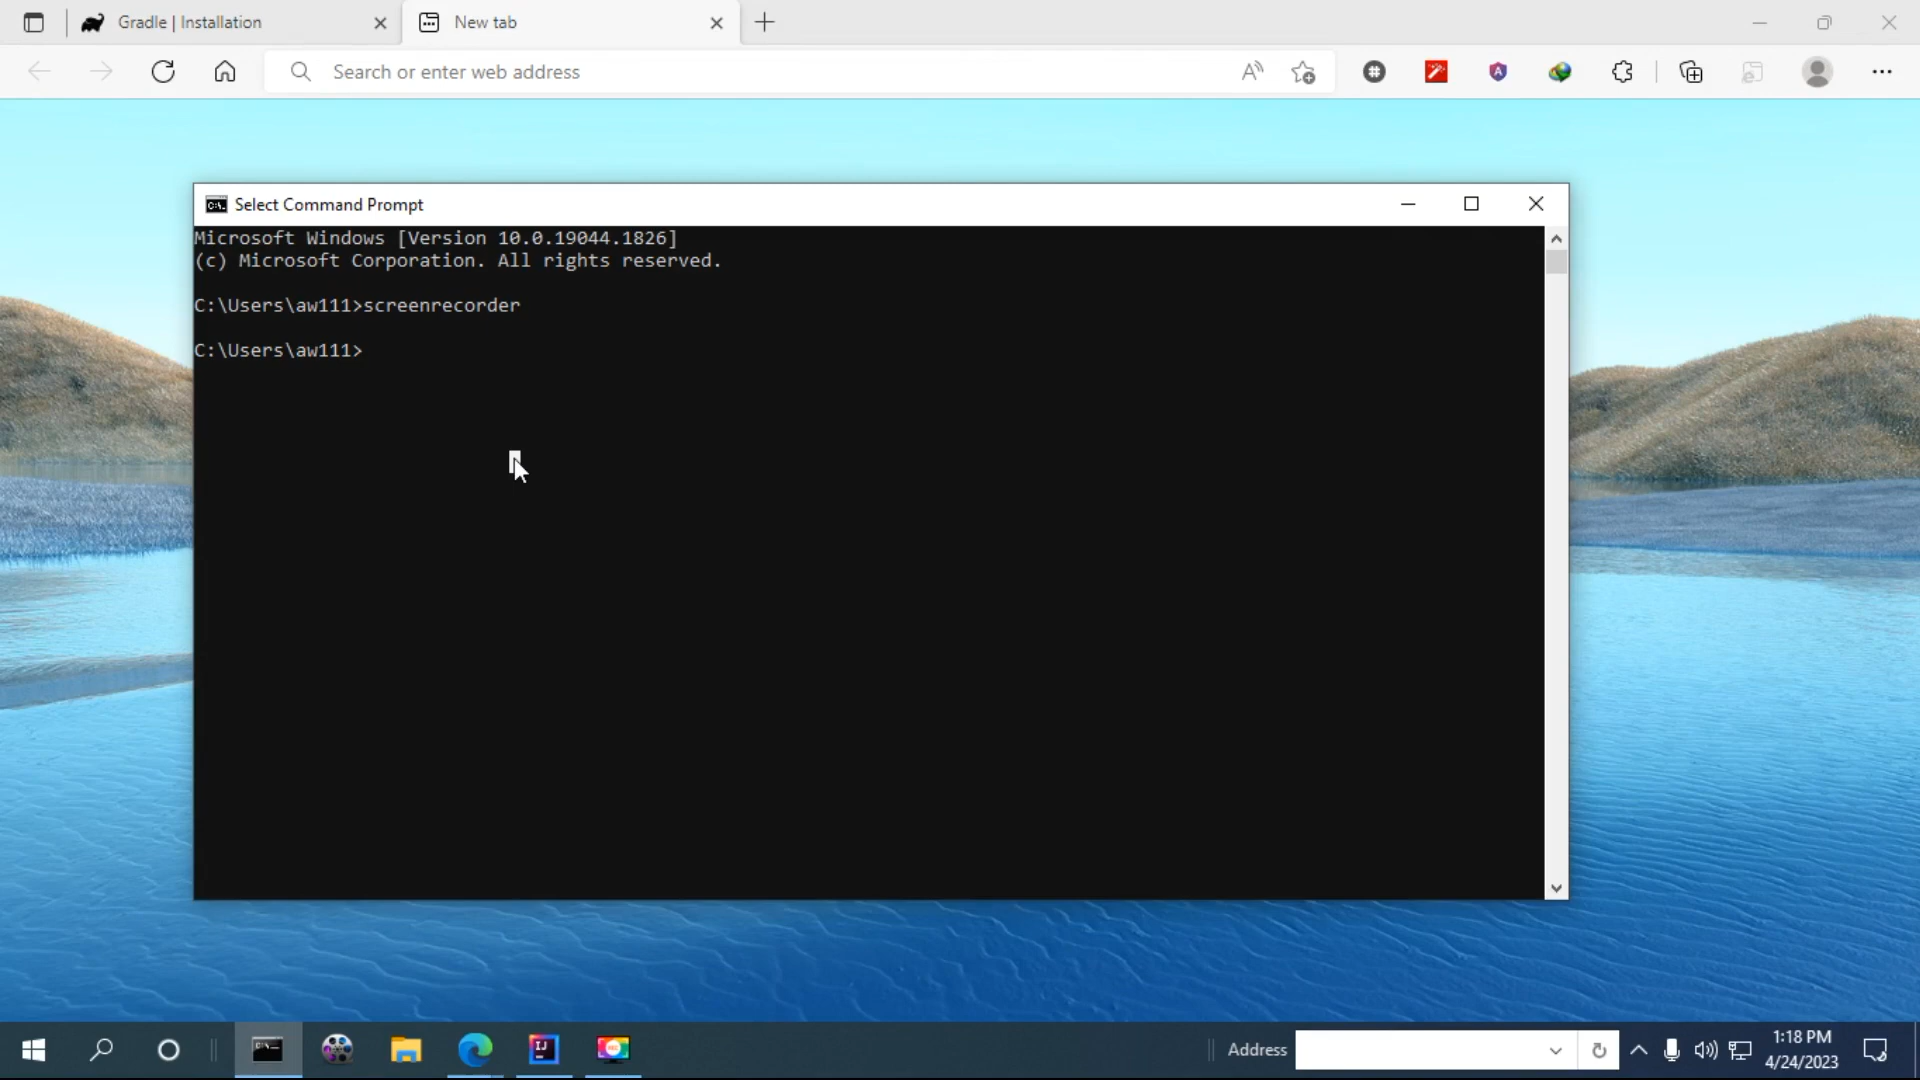 Gradle | Installation
New tab
Search or enter web address
Select Command Prompt
Microsoft Windows [Version 10.0.19044.1826]
(c) Microsoft Corporation. All rights reserved.
C:\Users\aw111>screenrecorder
C:\Users\aw111>
Address
1:18 PM
4/24/2023